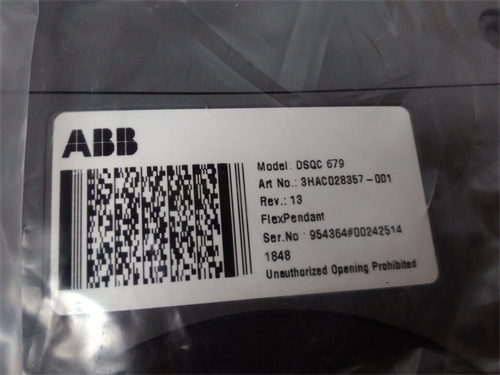 ABB
Model: DSQC 679
Art No.: 3HAC028357-001
Rev.: 13
FlexPendant
Ser.No : 954364#00242514
1848
Unauthorized Opening Prohibited